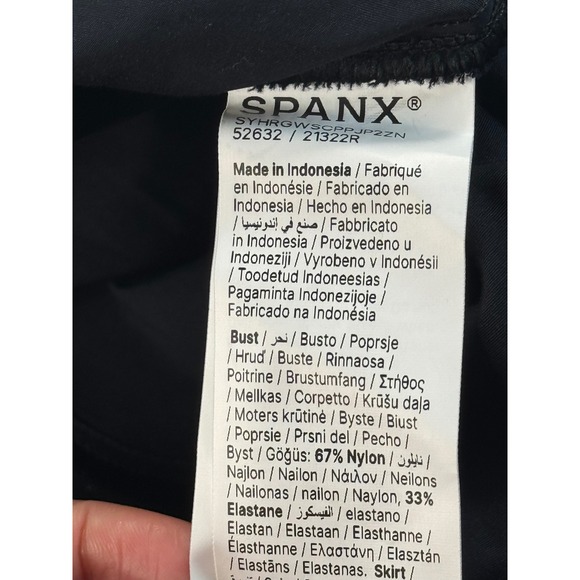 SPANX®
SYHRGWSCPPJP2ZN
52632 / 21322R
Made in Indonesia / Fabriqué
en Indonésie / Fabricado en
Indonesia / Hecho en Indonesia
/ صنع في إندونيسيا / Fabbricato
in Indonesia / Proizvedeno u
Indoneziji / Vyrobeno v Indonésii
/ Toodetud Indoneesias /
Pagaminta Indonezijoje /
Fabricado na Indonésia
Bust / نحر / Busto / Poprsje
/ Hruď / Buste / Rinnaosa /
Poitrine / Brustumfang / Στήθος
/ Mellkas / Corpetto / Krūšu daļa
/ Moters krūtinė / Byste / Biust
/ Poprsie / Prsni del / Pecho /
Byst / Göğüs: 67% Nylon / نايلون /
Najlon / Nailon / Νάιλον / Neilons
/ Nailonas / nailon / Naylon, 33%
Elastane / الفيسكوز / elastano /
Elastan / Elastaan / Elasthanne /
Élasthanne / Ελαστάνη / Elasztán
/ Elastāns / Elastanas. Skirt /